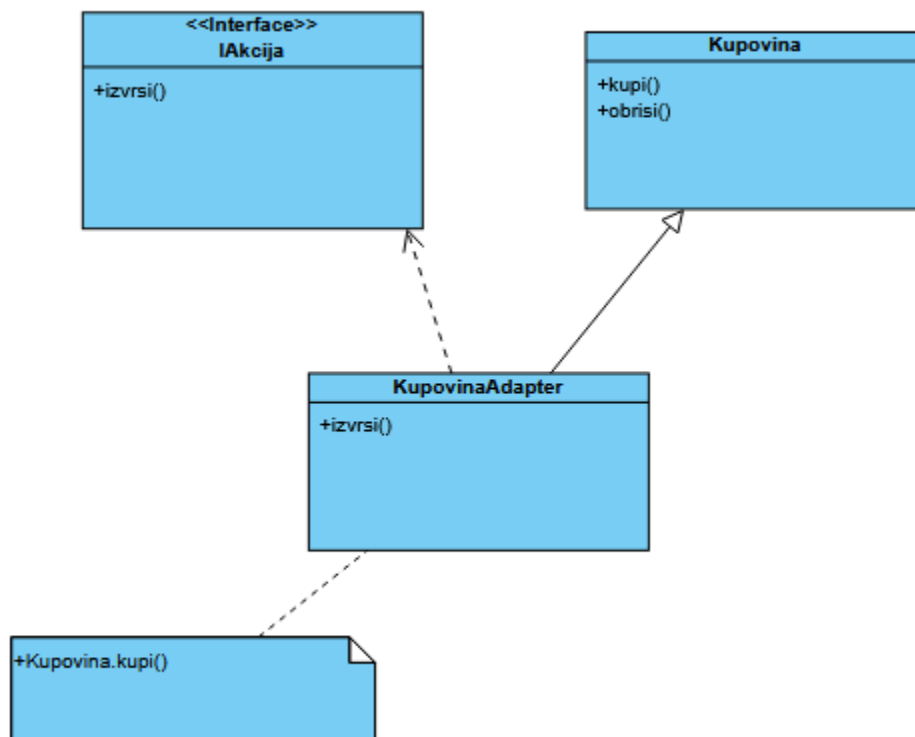 <<Interface>>
IAkcija
+izvrsi()
Kupovina
+kupi()
+obrisi()
KupovinaAdapter
+izvrsi()
+Kupovina.kupi()